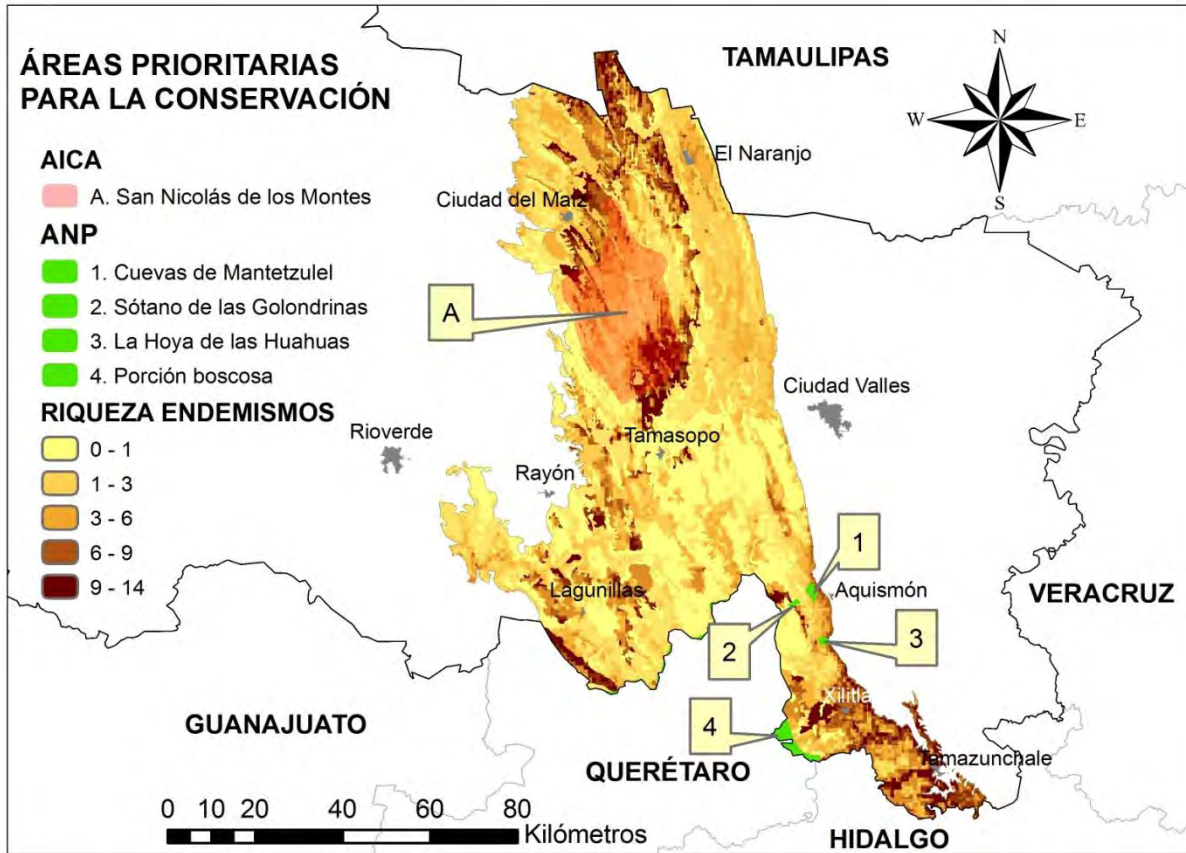 ÁREAS PRIORITARIAS
PARA LA CONSERVACIÓN
AICA
A. San Nicolás de los Montes
ANP
1. Cuevas de Mantetzulel
2. Sótano de las Golondrinas
3. La Hoya de las Huahuas
4. Porción boscosa
RIQUEZA ENDEMISMOS
0 - 1
1 - 3
3 - 6
6 - 9
9 - 14
TAMAULIPAS
N
W
E
S
El Naranjo
Ciudad del Maíz
A
Ciudad Valles
Rioverde
Tamasopo
Rayón
1
Lagunillas
Aquismón
VERACRUZ
2
3
Xilitla
GUANAJUATO
4
QUERÉTARO
Tamazunchale
0 10 20 40 60 80
Kilómetros
HIDALGO